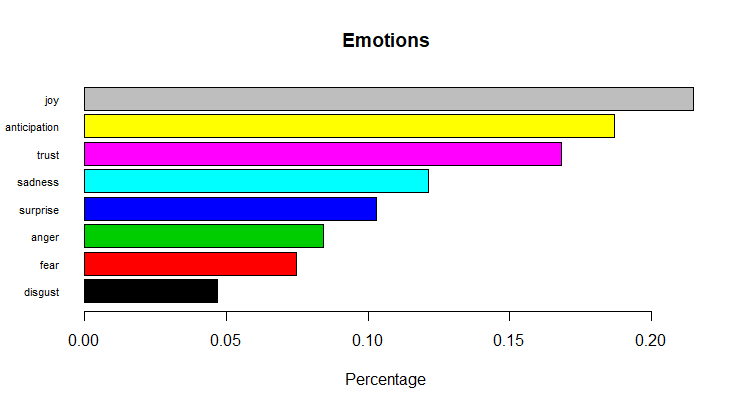 Emotions
joy
anticipation
trust
sadness
surprise
anger
fear
disgust
0.00 0.05 0.10 0.15 0.20
Percentage